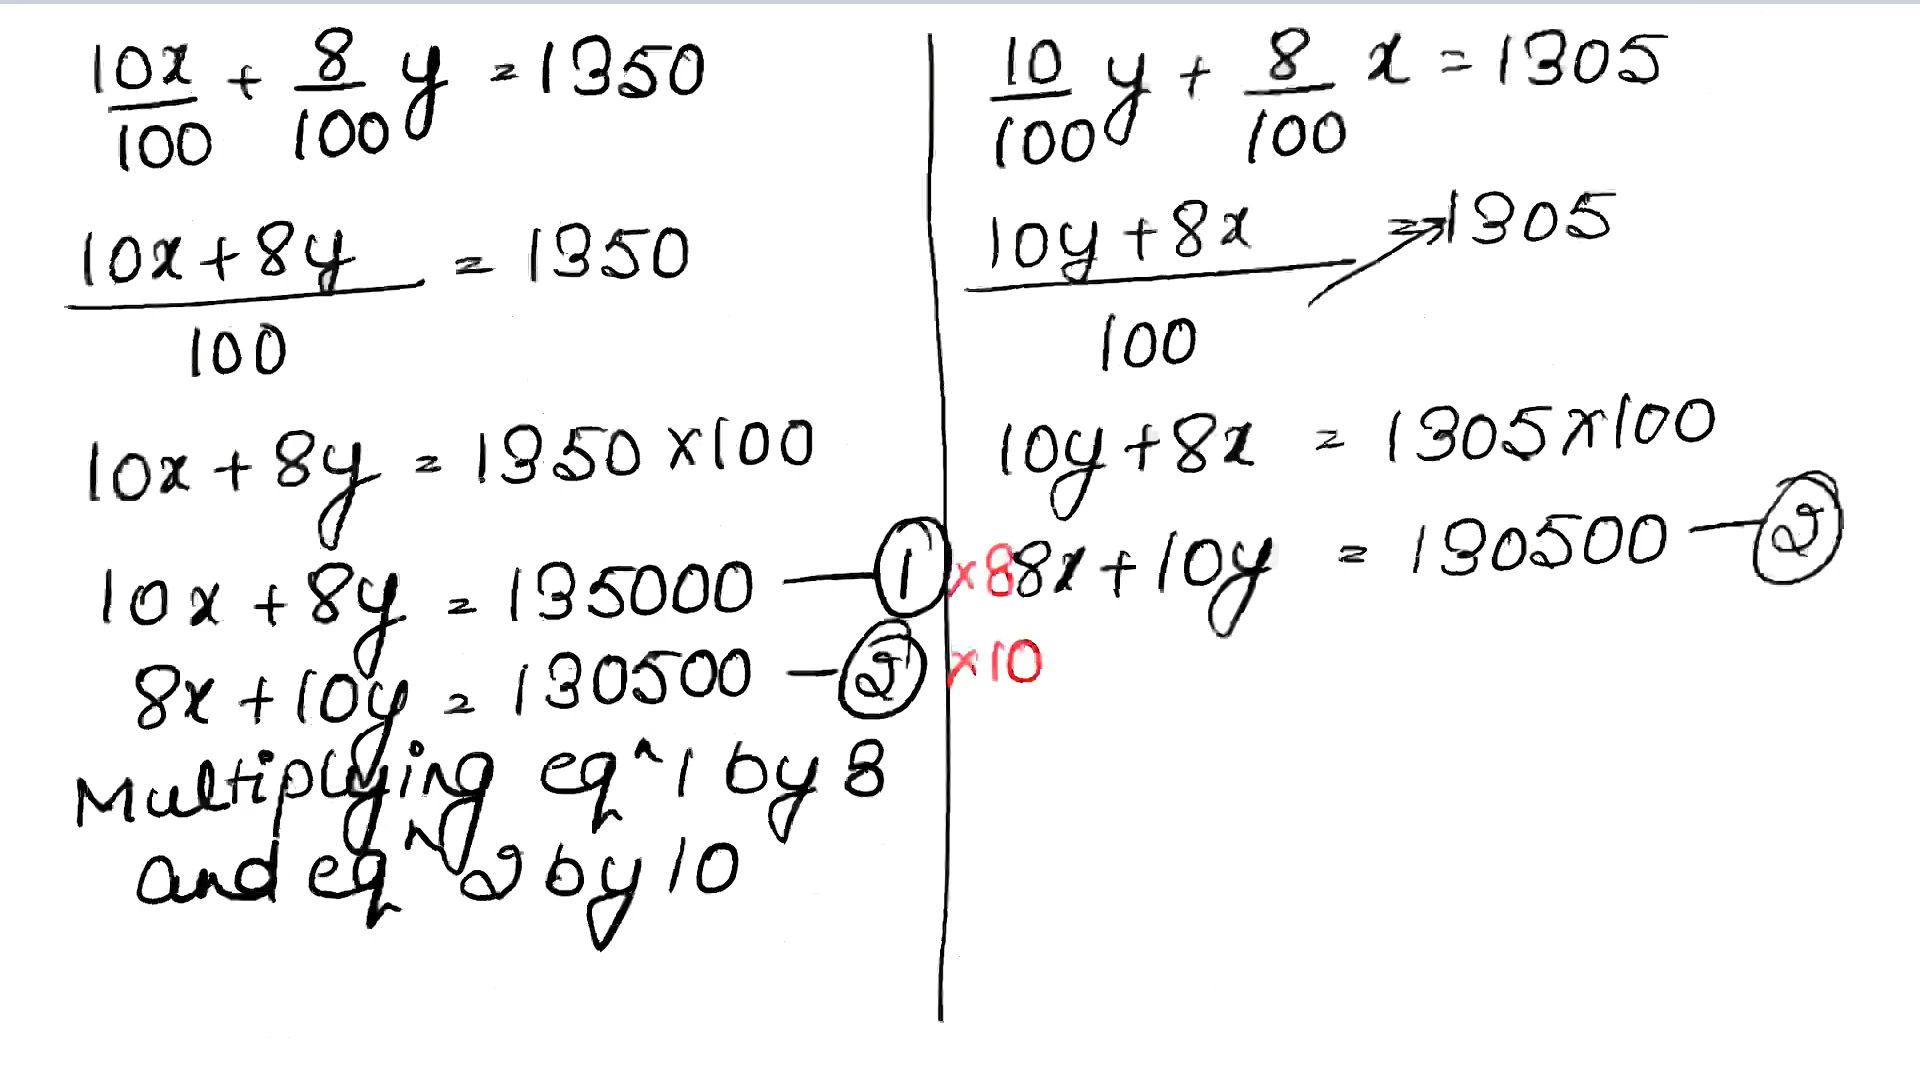 10x/100 + 8/100 y = 1350
10x + 8y / 100 = 1350
10x + 8y = 1350 × 100
10x + 8y = 135000 — ① ×8
8x + 10y = 130500 — ② ×10
Multiplying eqⁿ 1 by 8
and eqⁿ 2 by 10
10/100 y + 8/100 x = 1305
10y + 8x / 100 = 1305
10y + 8x = 1305 × 100
8x + 10y = 130500 — ②